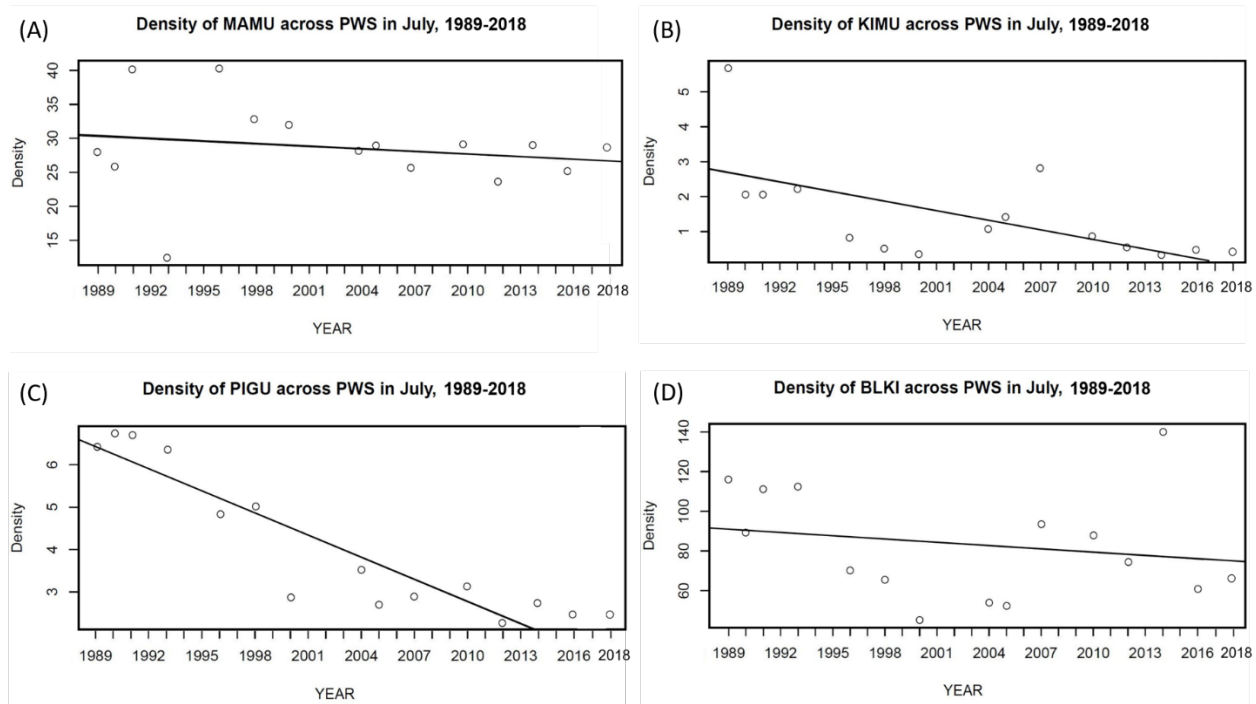 (A)
Density of MAMU across PWS in July, 1989-2018
40
35
30
25
20
15
Density
1989 1992 1995 1998 2001 2004 2007 2010 2013 2016 2018
YEAR
(B)
Density of KIMU across PWS in July, 1989-2018
5
4
3
2
1
Density
1989 1992 1995 1998 2001 2004 2007 2010 2013 2016 2018
YEAR
(C)
Density of PIGU across PWS in July, 1989-2018
6
5
4
3
Density
1989 1992 1995 1998 2001 2004 2007 2010 2013 2016 2018
YEAR
(D)
Density of BLKI across PWS in July, 1989-2018
140
120
100
80
60
Density
1989 1992 1995 1998 2001 2004 2007 2010 2013 2016 2018
YEAR